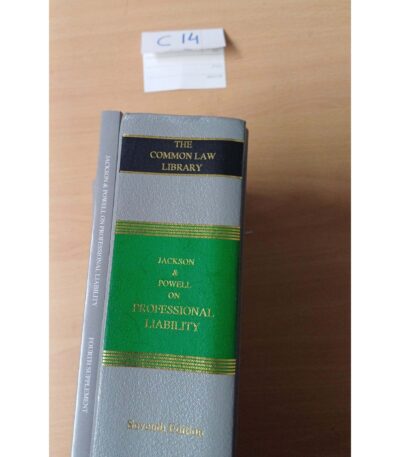 C 14
THE
COMMON LAW
LIBRARY
JACKSON
&
POWELL
ON
PROFESSIONAL
LIABILITY
Seventh Edition
JACKSON & POWELL ON PROFESSIONAL LIABILITY
FOURTH SUPPLEMENT